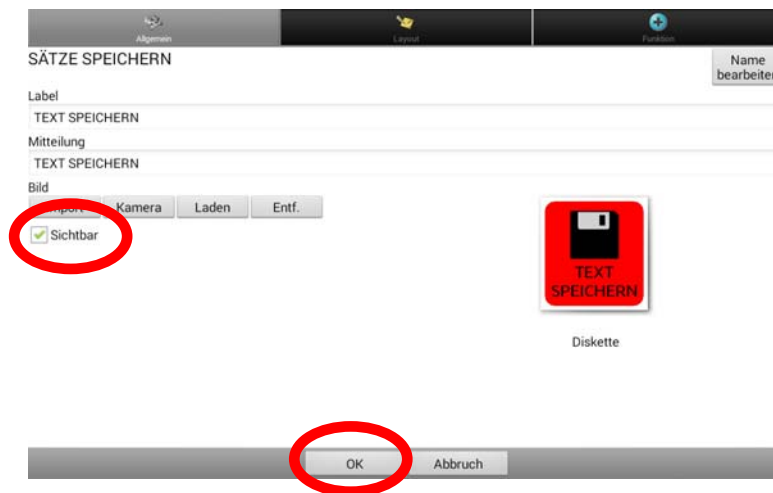 Allgemein Layout Funktion
SÄTZE SPEICHERN
Name
bearbeiten
Label
TEXT SPEICHERN
Mitteilung
TEXT SPEICHERN
Bild
Import Kamera Laden Entf.
Sichtbar
TEXT
SPEICHERN
Diskette
OK Abbruch